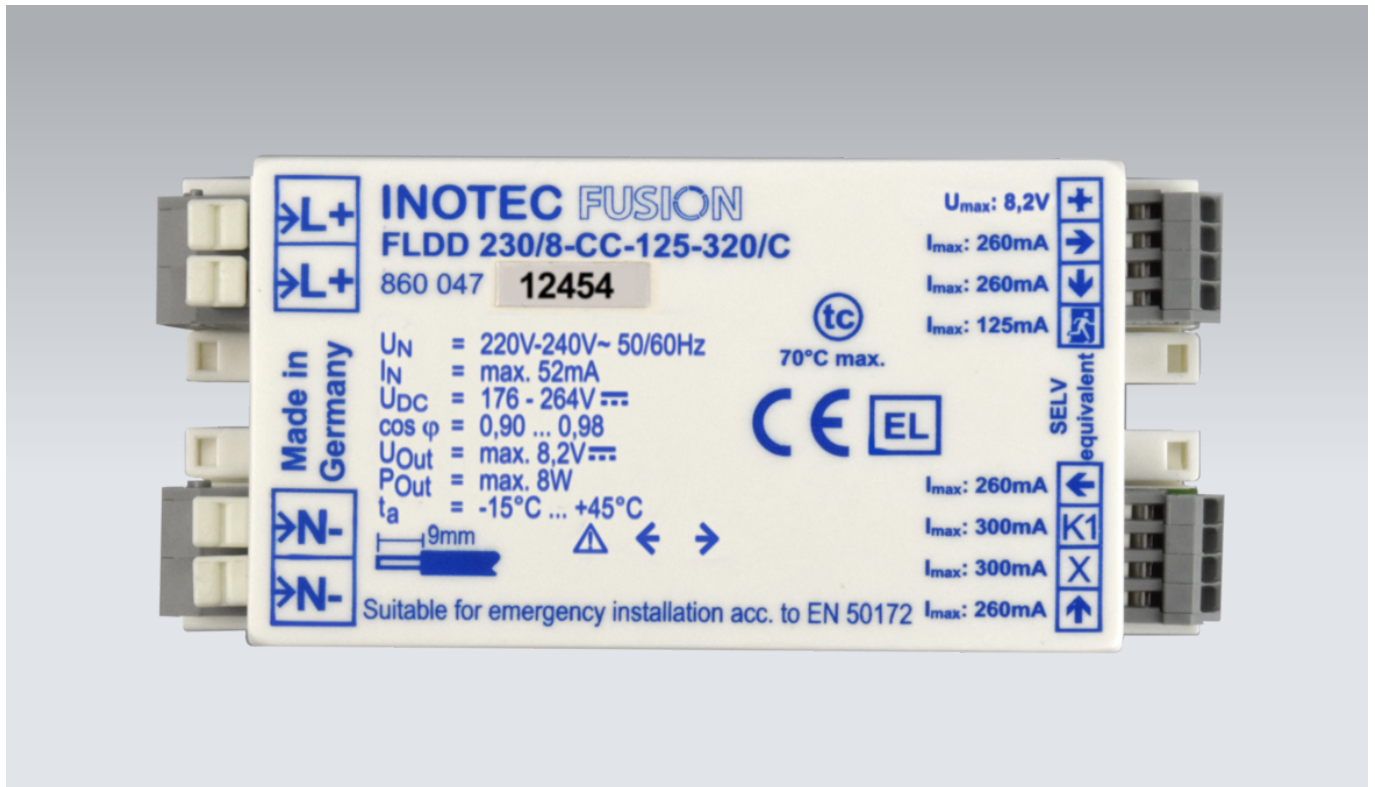 L+
L+
INOTEC FUSION
FLDD 230/8-CC-125-320/C
860 047 12454
Made in
Germany
UN = 220V-240V~ 50/60Hz
IN = max. 52mA
UDC = 176 - 264V
cos φ = 0,90 ... 0,98
UOut = max. 8,2V
POut = max. 8W
ta = -15°C ... +45°C
9mm
N-
N-
Suitable for emergency installation acc. to EN 50172
tc
70°C max.
CE EL
Umax: 8,2V +
Imax: 260mA →
Imax: 260mA ↓
Imax: 125mA
SELV
equivalent
Imax: 260mA ←
Imax: 300mA K1
Imax: 300mA X
Imax: 260mA ↑